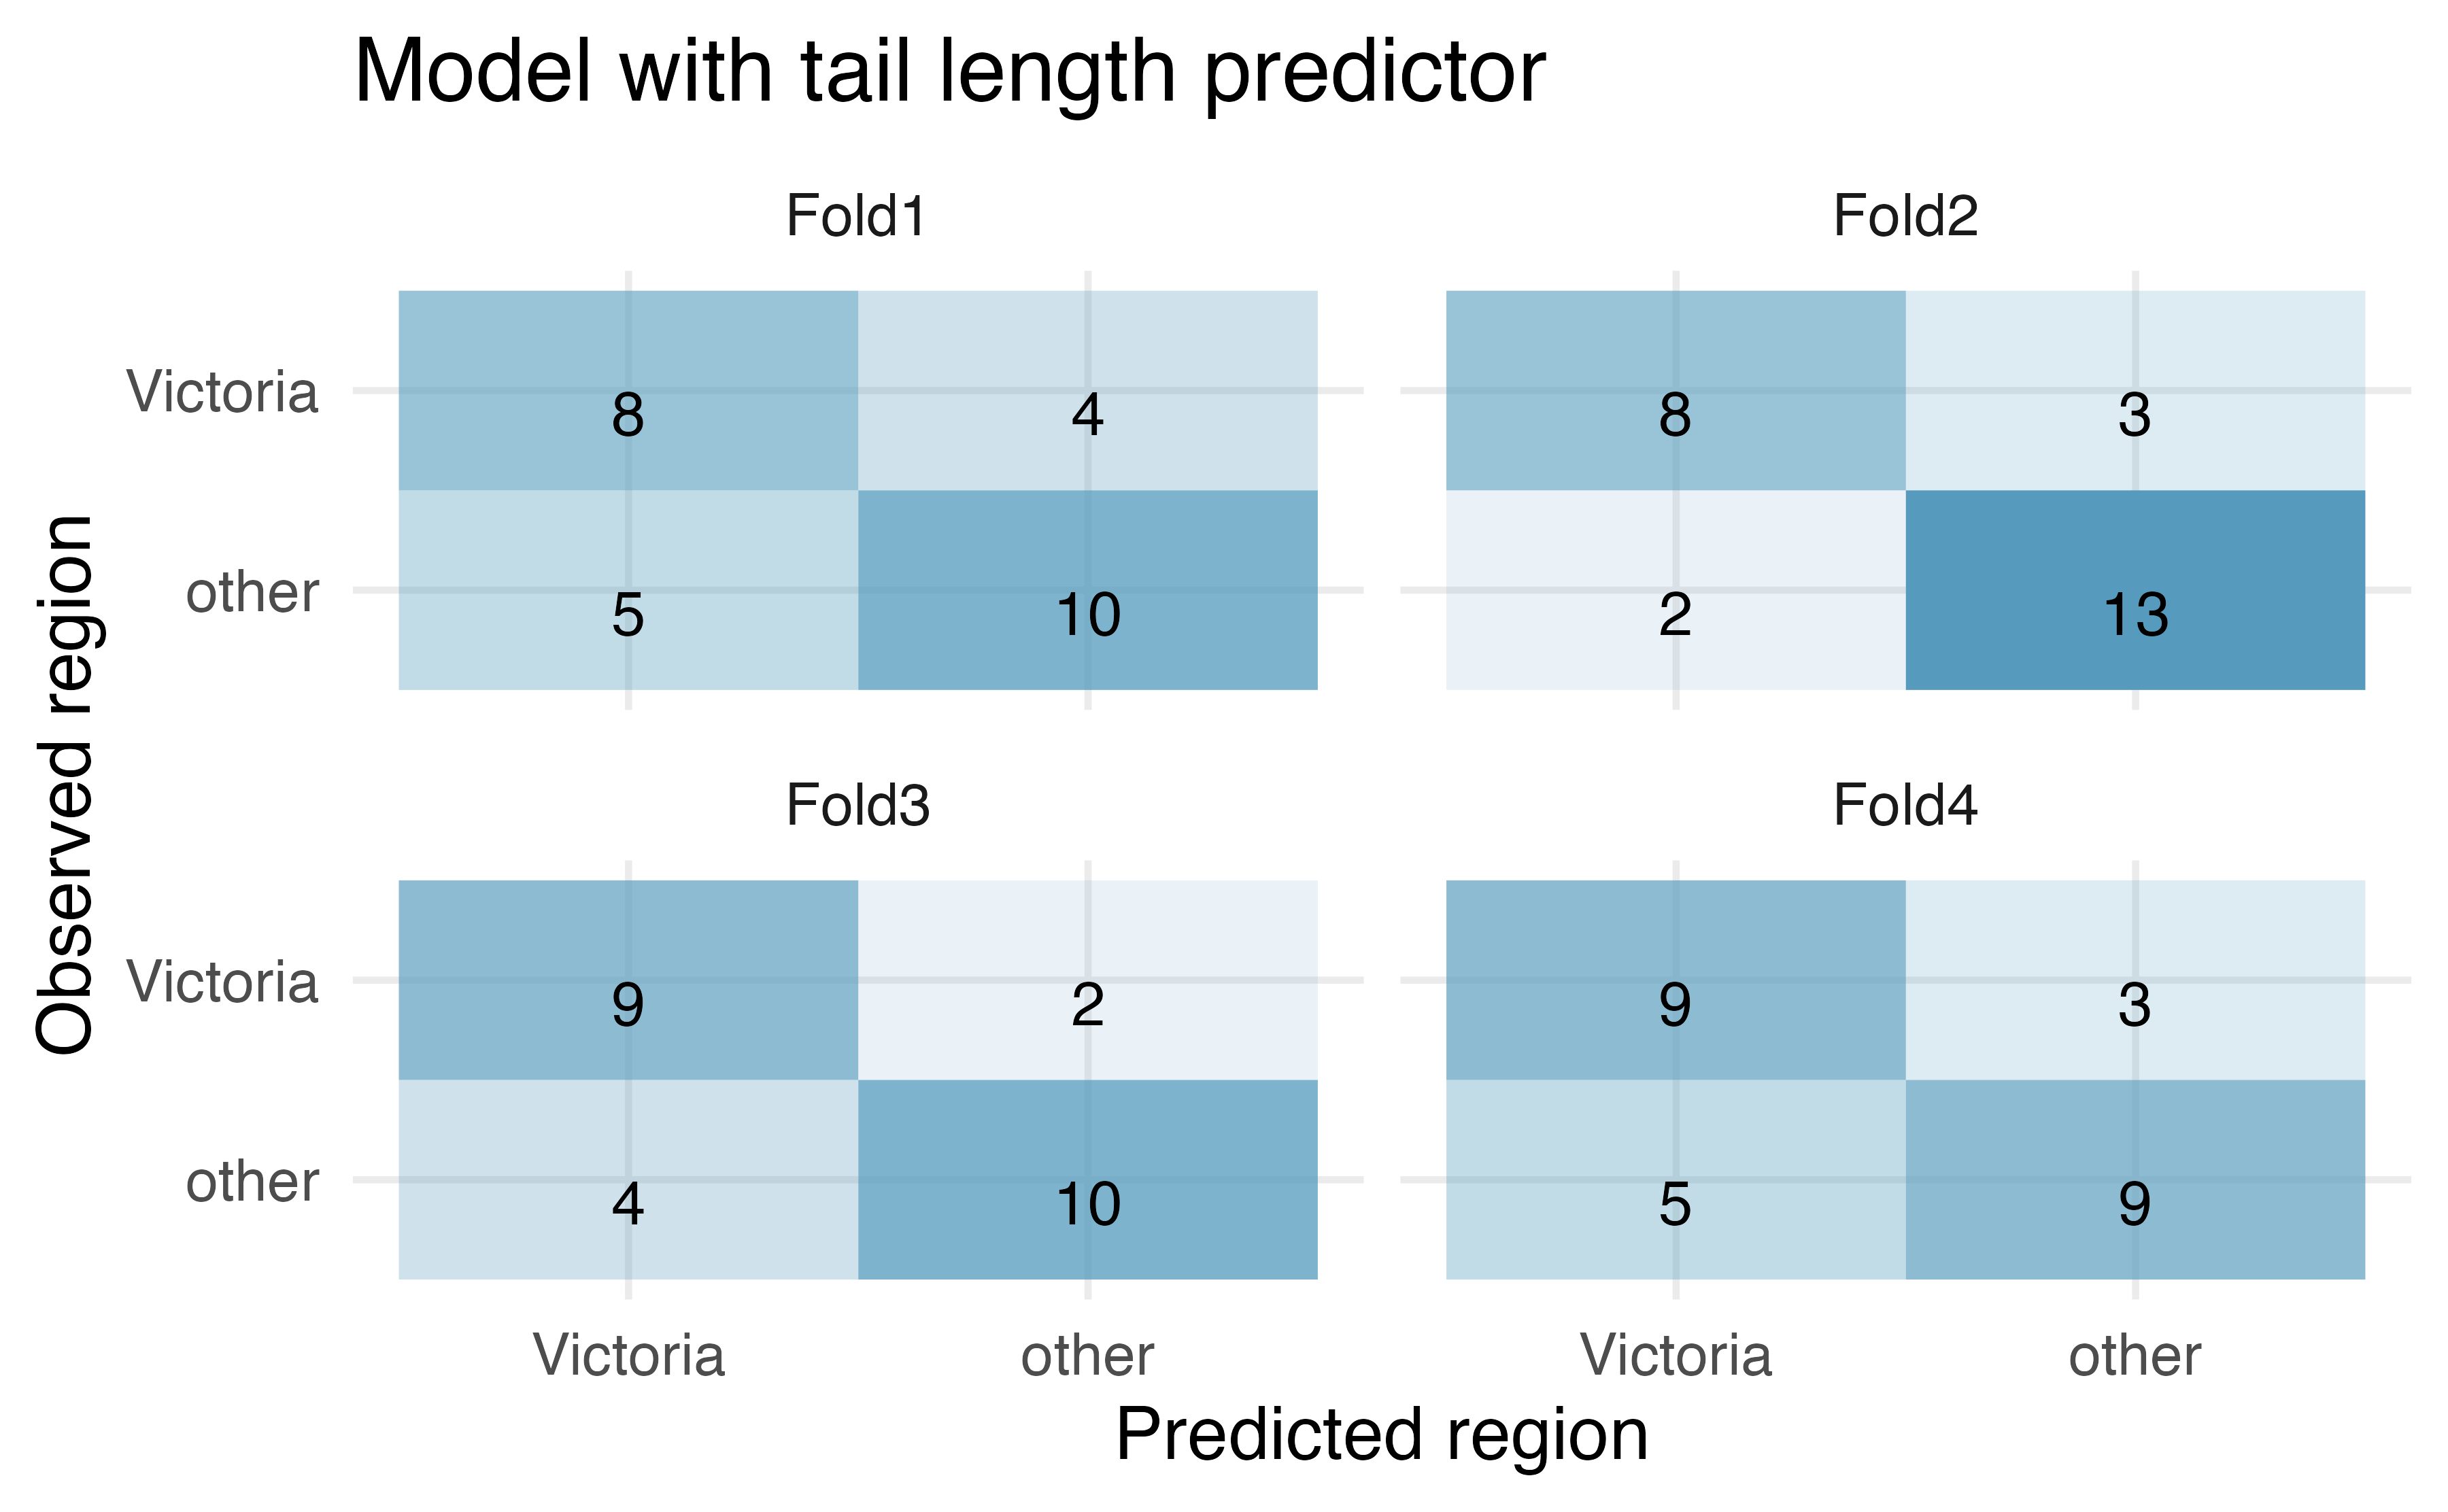 Model with tail length predictor
Fold1 Fold2
Victoria 8 4 8 3
other 5 10 2 13
Fold3 Fold4
Victoria 9 2 9 3
other 4 10 5 9
Victoria other Victoria other
Predicted region
Observed region